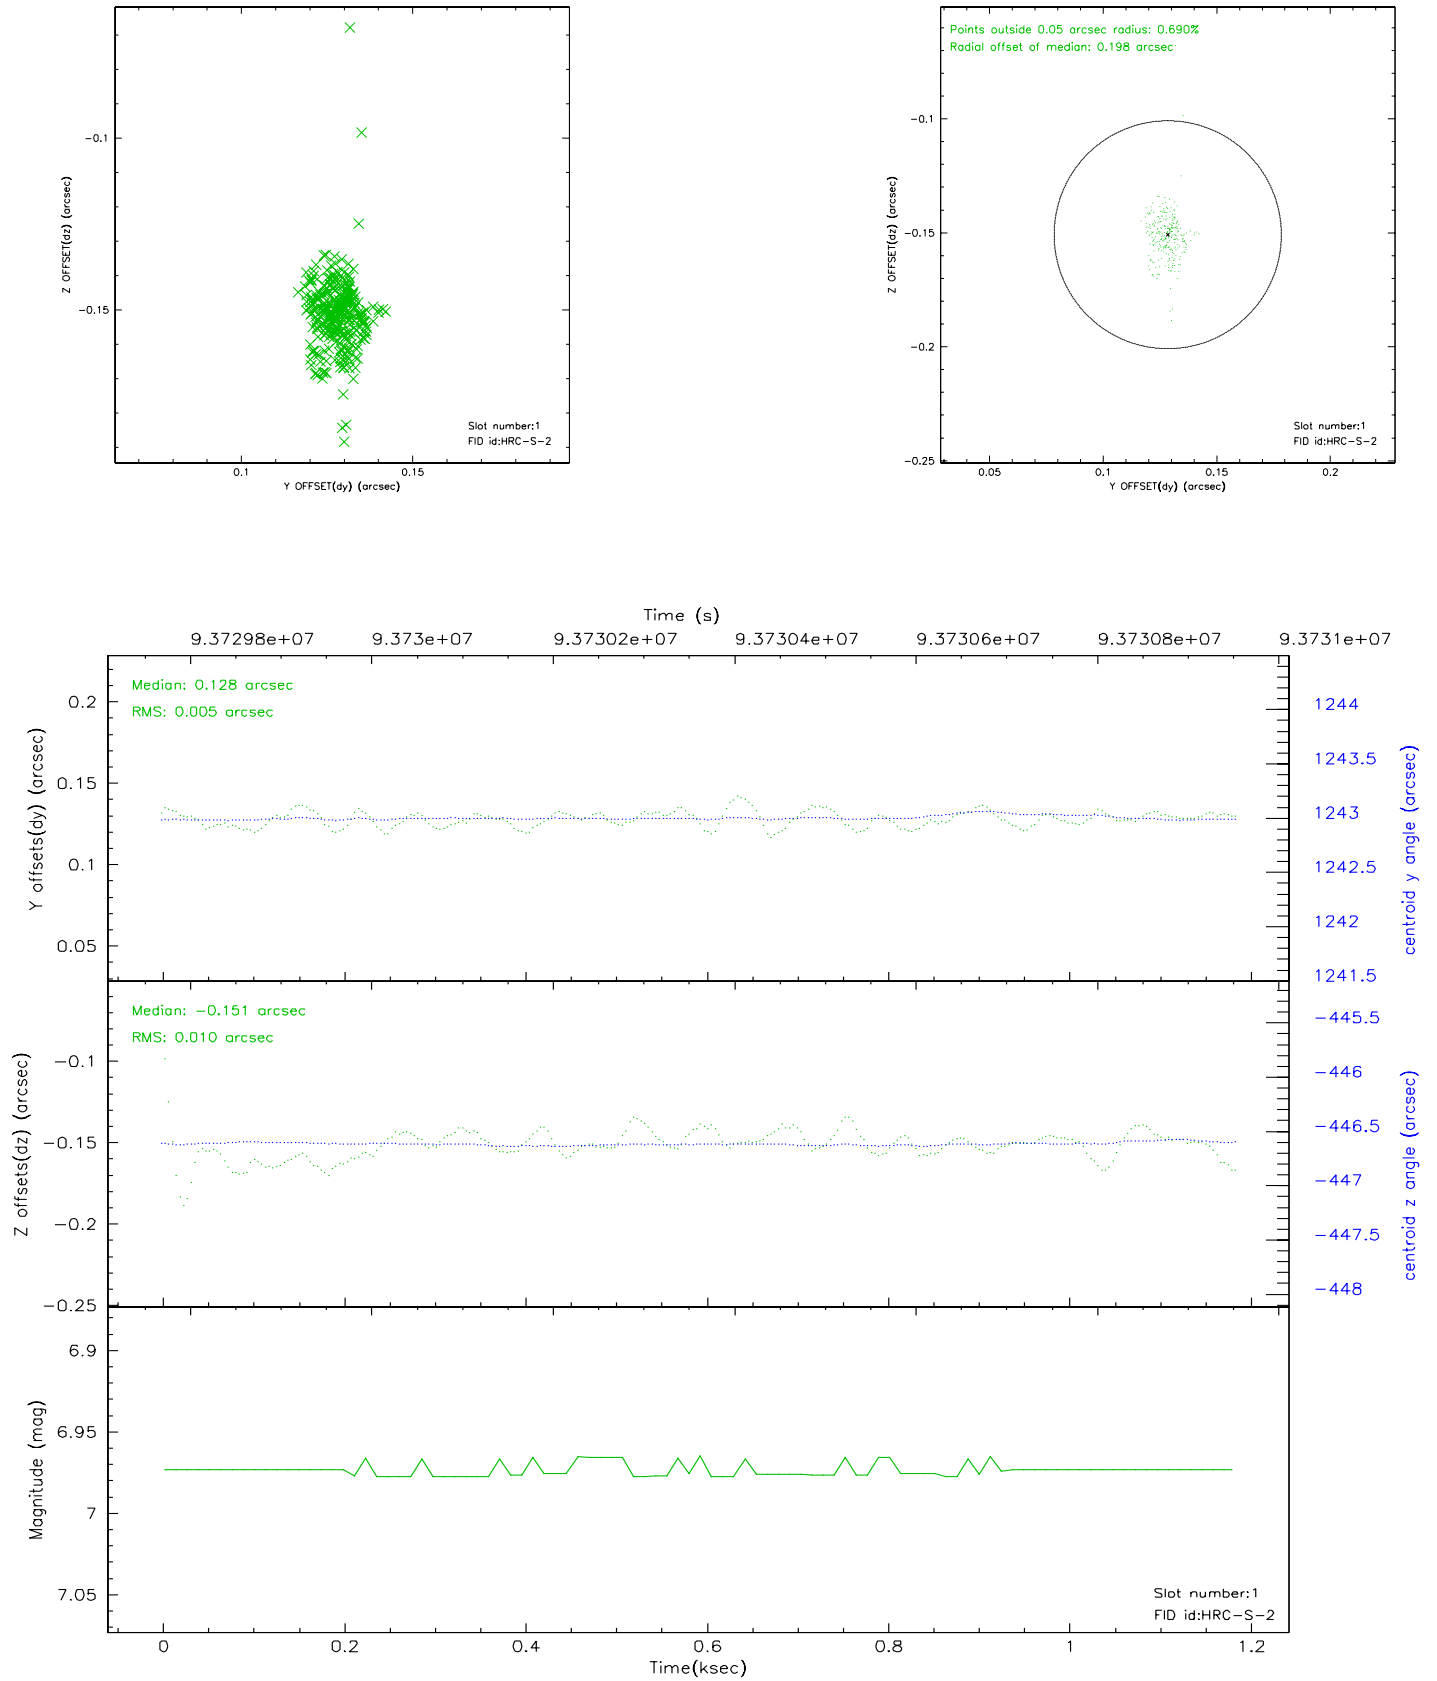 -0.1
-0.15
0.1
0.15
Z OFFSET(dz) (arcsec)
Y OFFSET(dy) (arcsec)
Slot number:1
FID id:HRC-S-2
Points outside 0.05 arcsec radius: 0.690%
Radial offset of median: 0.198 arcsec
-0.1
-0.15
-0.2
-0.25
0.05
0.1
0.15
0.2
Z OFFSET(dz) (arcsec)
Y OFFSET(dy) (arcsec)
Slot number:1
FID id:HRC-S-2
Time (s)
9.37298e+07 9.373e+07 9.37302e+07 9.37304e+07 9.37306e+07 9.37308e+07 9.3731e+07
Median: 0.128 arcsec
RMS: 0.005 arcsec
0.2
0.15
0.1
0.05
Y offsets(dy) (arcsec)
1244
1243.5
1243
1242.5
1242
1241.5
centroid y angle (arcsec)
Median: -0.151 arcsec
RMS: 0.010 arcsec
-0.1
-0.15
-0.2
-0.25
Z offsets(dz) (arcsec)
-445.5
-446
-446.5
-447
-447.5
-448
centroid z angle (arcsec)
6.9
6.95
7
7.05
Magnitude (mag)
Slot number:1
FID id:HRC-S-2
0 0.2 0.4 0.6 0.8 1 1.2
Time(ksec)